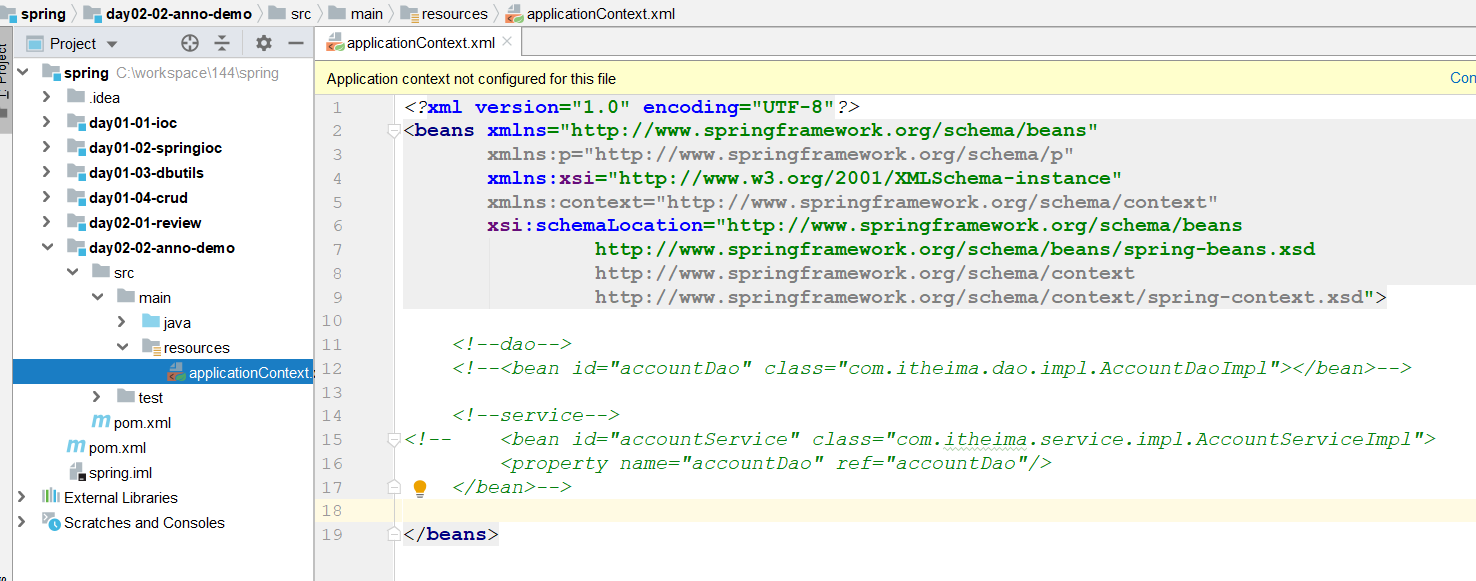 spring day02-02-anno-demo src main resources applicationContext.xml
Project
applicationContext.xml
spring C:\workspace\144\spring
Application context not configured for this file
.idea
day01-01-ioc
day01-02-springioc
day01-03-dbutils
day01-04-crud
day02-01-review
day02-02-anno-demo
src
main
java
resources
applicationContext.
test
pom.xml
pom.xml
spring.iml
External Libraries
Scratches and Consoles
1 <?xml version="1.0" encoding="UTF-8"?>
2 <beans xmlns="http://www.springframework.org/schema/beans"
3 xmlns:p="http://www.springframework.org/schema/p"
4 xmlns:xsi="http://www.w3.org/2001/XMLSchema-instance"
5 xmlns:context="http://www.springframework.org/schema/context"
6 xsi:schemaLocation="http://www.springframework.org/schema/beans
7 http://www.springframework.org/schema/beans/spring-beans.xsd
8 http://www.springframework.org/schema/context
9 http://www.springframework.org/schema/context/spring-context.xsd">
10
11 <!--dao-->
12 <!--<bean id="accountDao" class="com.itheima.dao.impl.AccountDaoImpl"></bean>-->
13
14 <!--service-->
15 <!-- <bean id="accountService" class="com.itheima.service.impl.AccountServiceImpl">
16 <property name="accountDao" ref="accountDao"/>
17 </bean>-->
18
19 </beans>